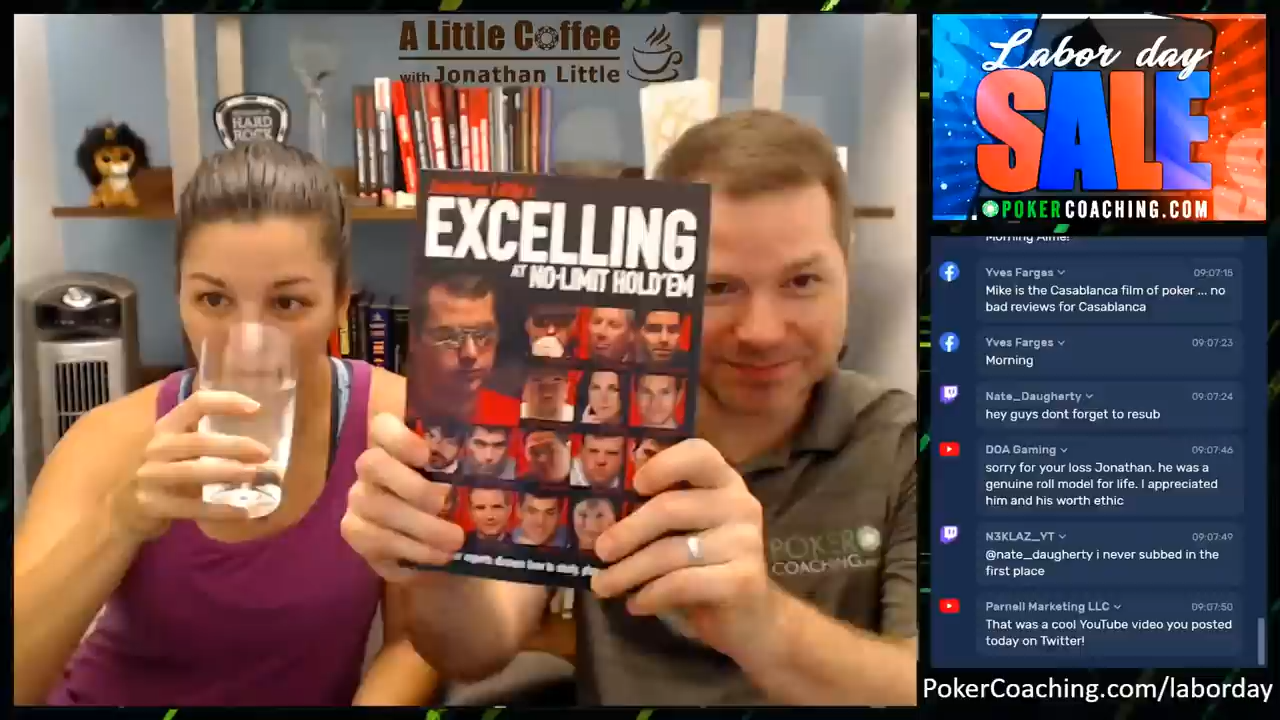 A Little Coffee
with Jonathan Little
HARD
ROCK
Jonathan Little's
EXCELLING
AT NO-LIMIT HOLD'EM
POKER
COACHING
Labor day
SALE
POKERCOACHING.COM
Morning Aime!
Yves Farges 09:07:15
Mike is the Casablanca film of poker ... no
bad reviews for Casablanca
Yves Farges 09:07:23
Morning
Nate_Daugherty 09:07:24
hey guys dont forget to resub
DOA Gaming 09:07:46
sorry for your loss Jonathan. he was a
genuine roll model for life. I appreciated
him and his worth ethic
N3KLAZ_YT 09:07:49
@nate_daugherty i never subbed in the
first place
Parnell Marketing LLC 09:07:50
That was a cool YouTube video you posted
today on Twitter!
PokerCoaching.com/laborday